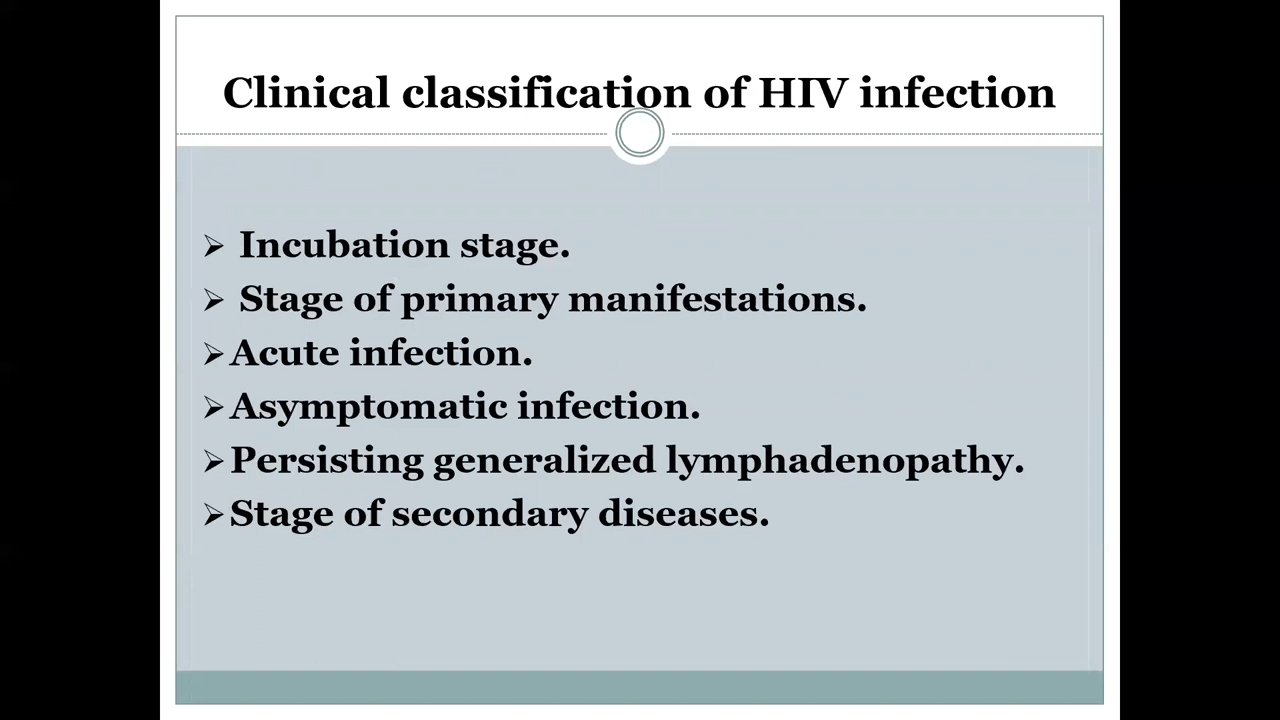 Clinical classification of HIV infection
➢ Incubation stage.
➢ Stage of primary manifestations.
➢Acute infection.
➢Asymptomatic infection.
➢Persisting generalized lymphadenopathy.
➢Stage of secondary diseases.